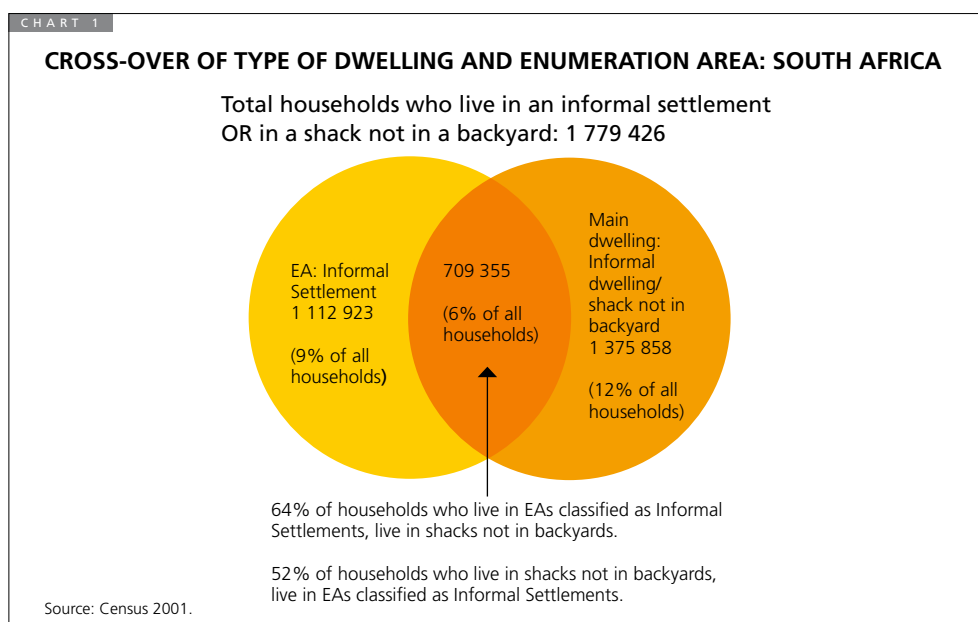 CHART 1
CROSS-OVER OF TYPE OF DWELLING AND ENUMERATION AREA: SOUTH AFRICA
Total households who live in an informal settlement
OR in a shack not in a backyard: 1 779 426
EA: Informal
Settlement
1 112 923
(9% of all
households)
709 355
(6% of all
households)
Main
dwelling:
Informal
dwelling/
shack not in
backyard
1 375 858
(12% of all
households)
64% of households who live in EAs classified as Informal
Settlements, live in shacks not in backyards.
52% of households who live in shacks not in backyards,
live in EAs classified as Informal Settlements.
Source: Census 2001.